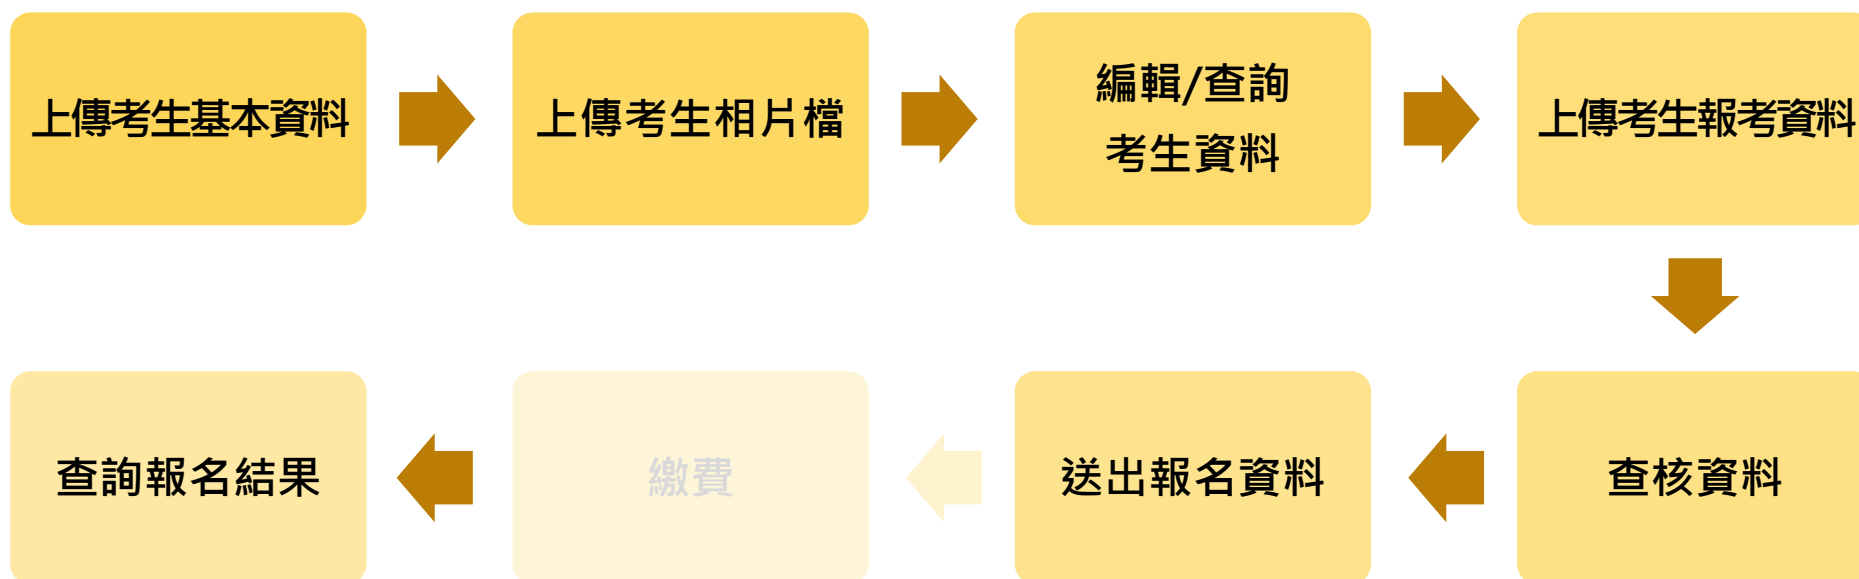 上傳考生基本資料
上傳考生相片檔
編輯/查詢
考生資料
上傳考生報考資料
查核資料
送出報名資料
繳費
查詢報名結果